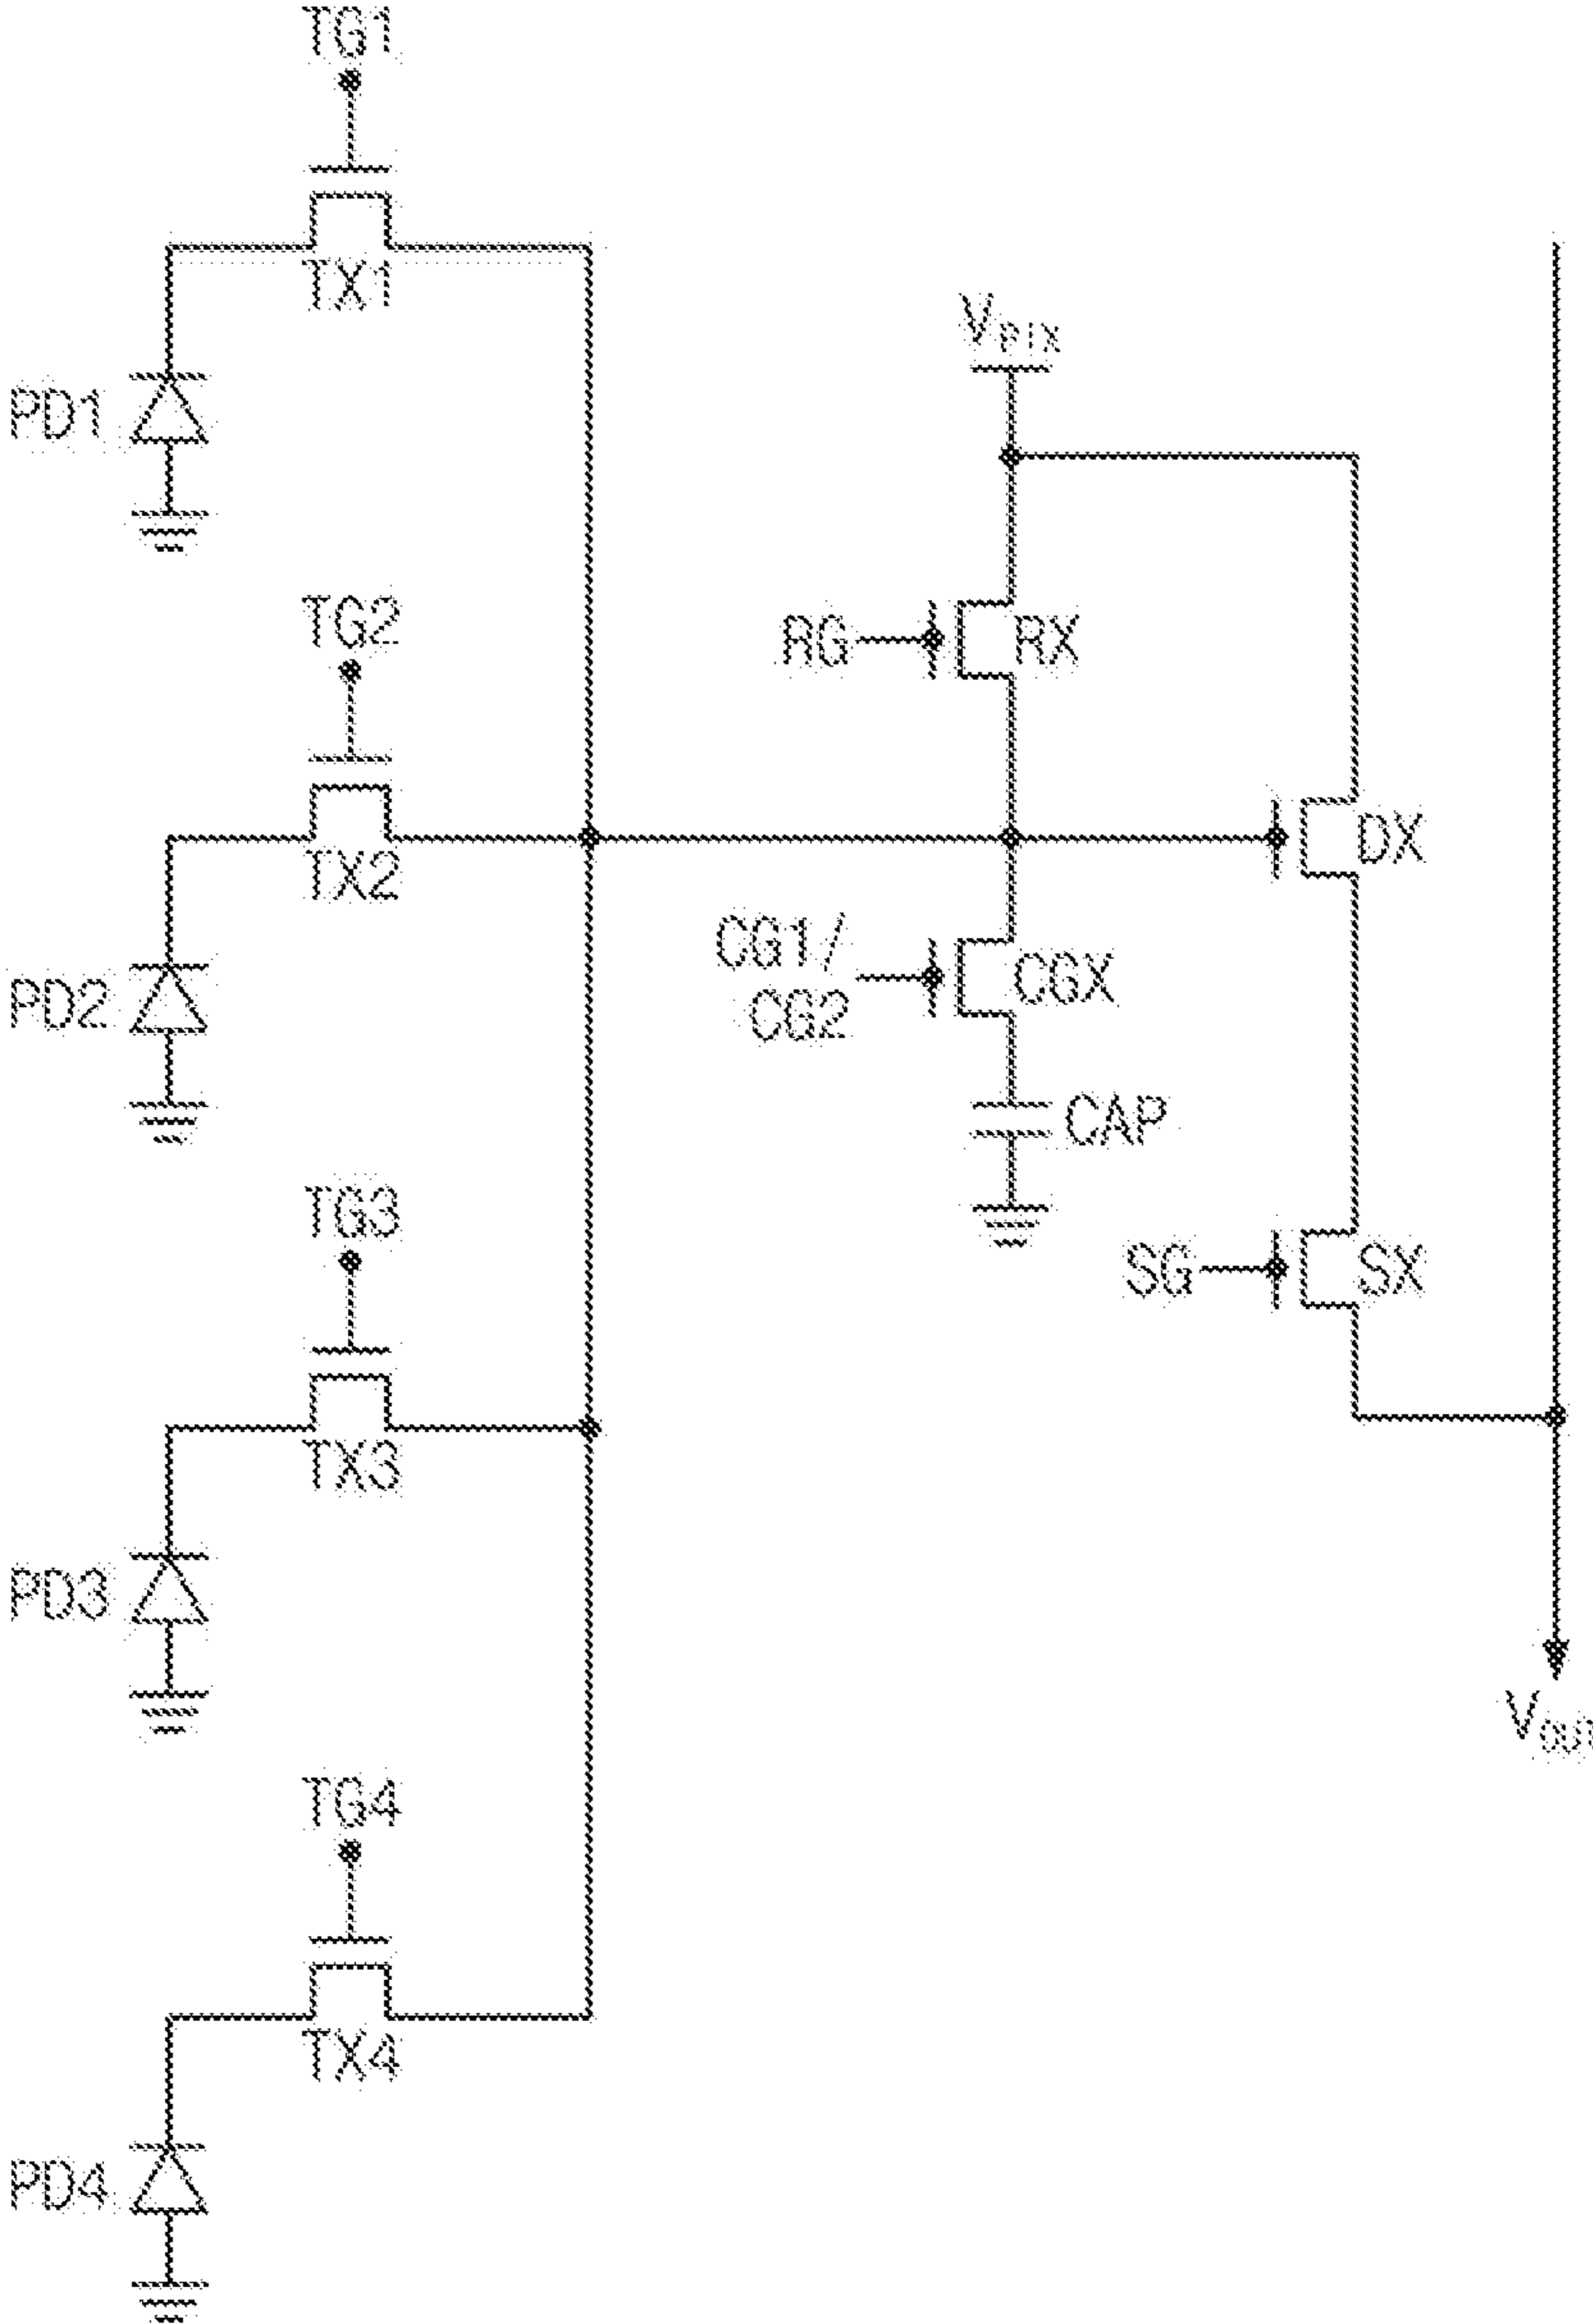 TG1
TX1
PD1
TG2
TX2
PD2
TG3
TX3
PD3
TG4
TX4
PD4
VPIX
RG
RX
DX
CG1/
CG2
CGX
CAP
SG
SX
VOUT